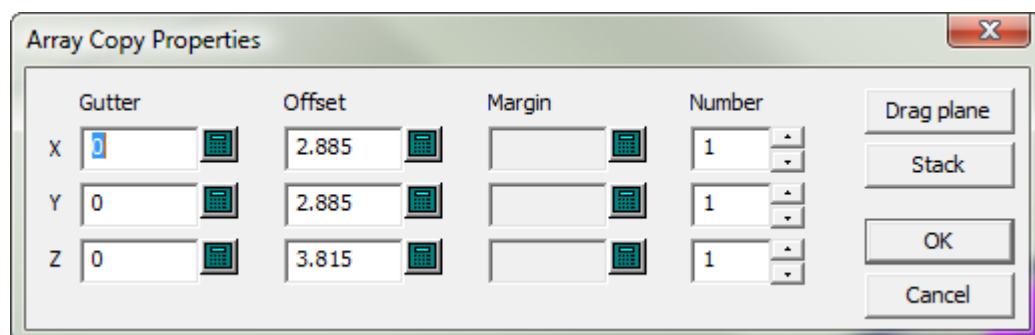 Array Copy Properties
Gutter Offset Margin Number
Drag plane
X 0 2.885 1
Stack
Y 0 2.885 1
OK
Z 0 3.815 1
Cancel